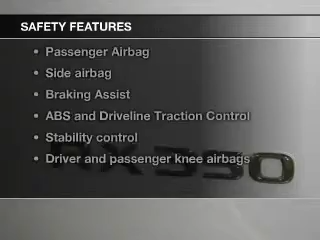 SAFETY FEATURES
• Passenger Airbag
• Side airbag
• Braking Assist
• ABS and Driveline Traction Control
• Stability control
• Driver and passenger knee airbags
RX350